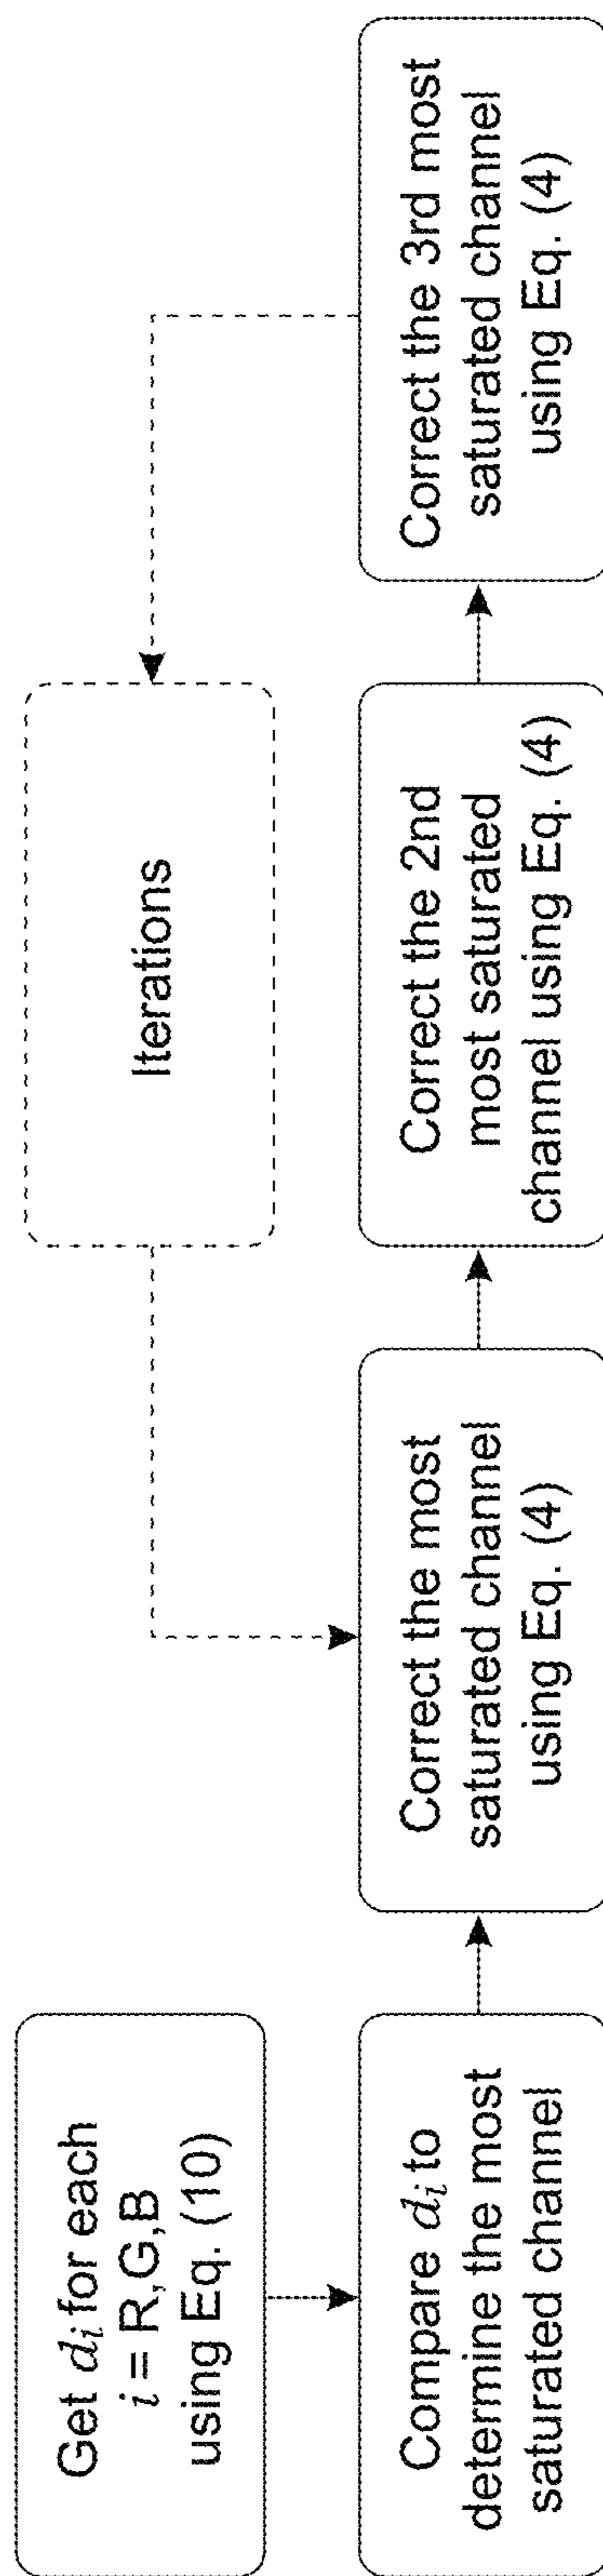 Get d_i for each
i = R,G,B
using Eq. (10)
Compare d_i to
determine the most
saturated channel
Correct the most
saturated channel
using Eq. (4)
Correct the 2nd
most saturated
channel using Eq. (4)
Correct the 3rd most
saturated channel
using Eq. (4)
Iterations